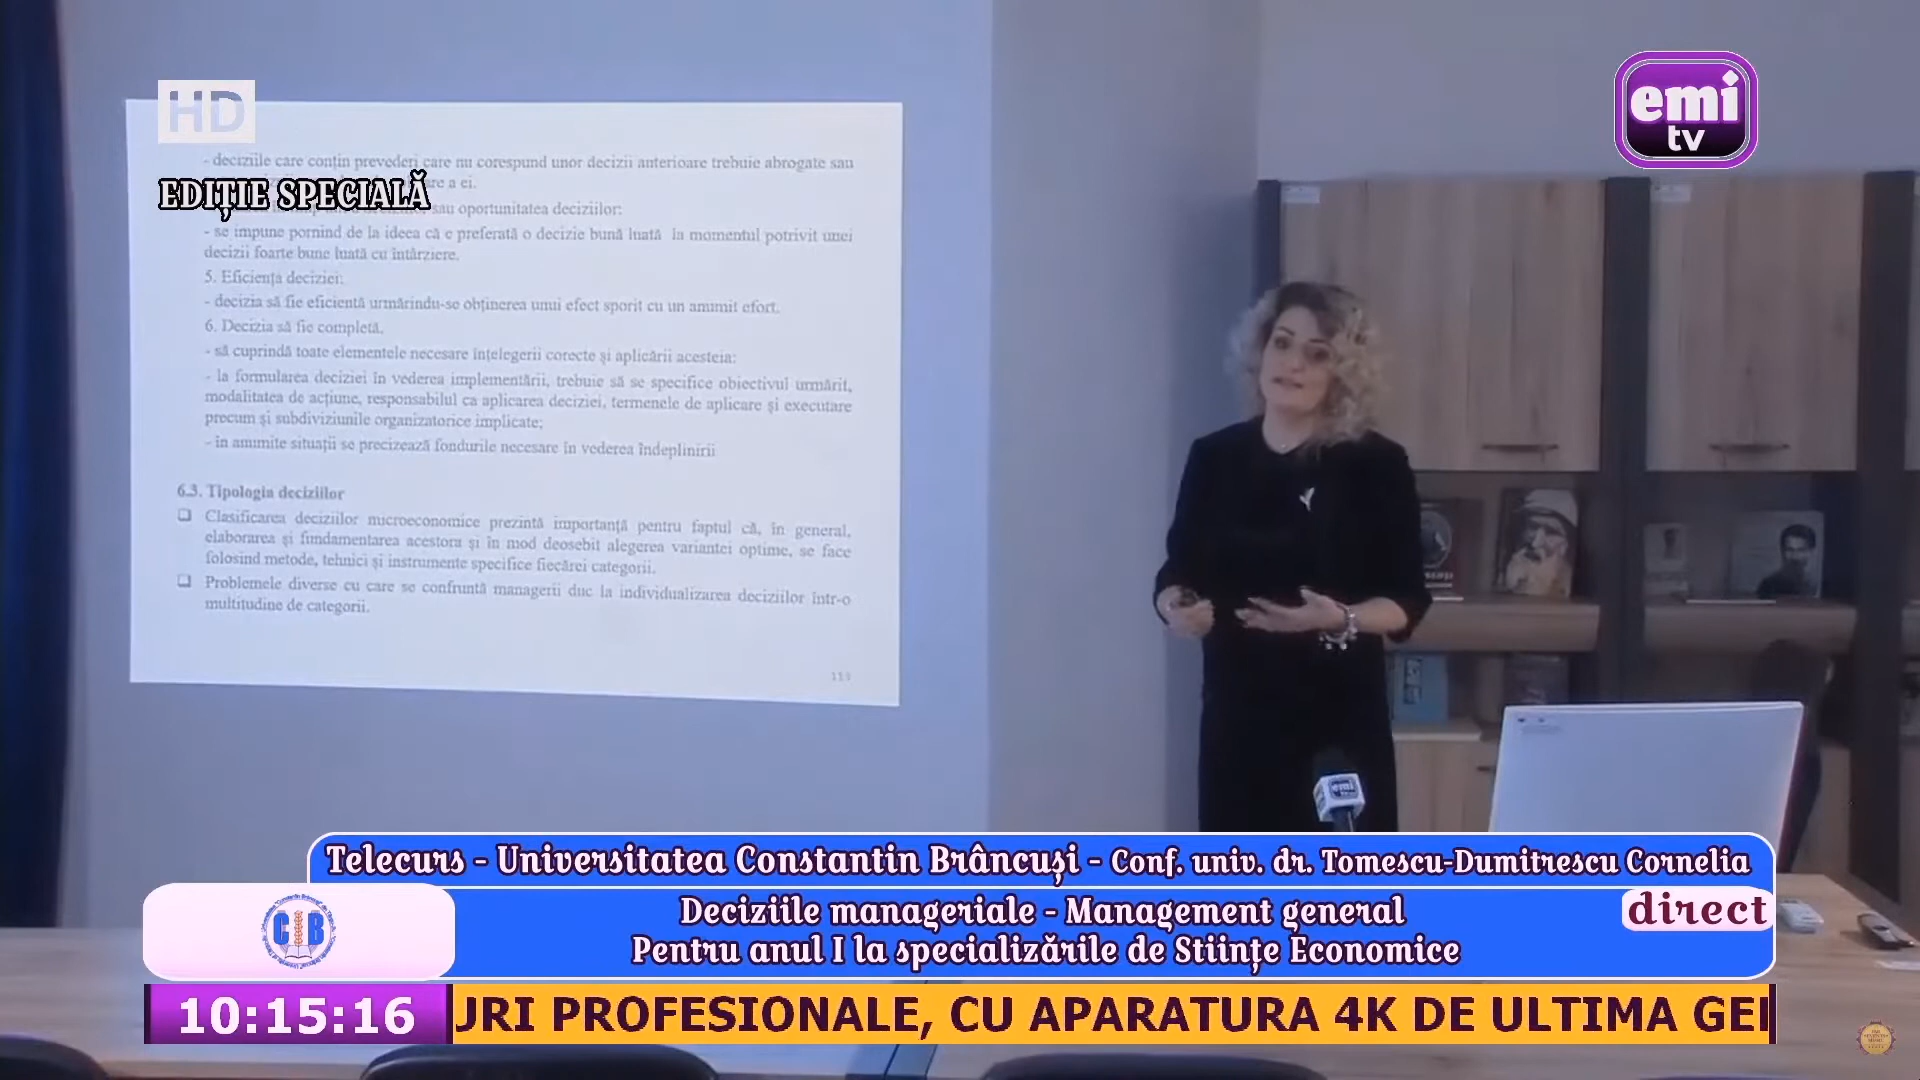 HD
emi
tv
- deciziile care conțin prevederi care nu corespund unor decizii anterioare trebuie abrogate sau
EDIȚIE SPECIALĂ
are a ei.
sau oportunitatea deciziilor:
- se impune pornind de la ideea că e preferată o decizie bună luată la momentul potrivit unei
decizii foarte bune luată cu întârziere.
5. Eficiența deciziei:
- decizia să fie eficientă urmărindu-se obținerea unui efect sporit cu un anumit efort.
6. Decizia să fie completă.
- să cuprindă toate elementele necesare înțelegerii corecte și aplicării acesteia:
- la formularea deciziei în vederea implementării, trebuie să se specifice obiectivul urmărit,
modalitatea de acțiune, responsabilul cu aplicarea deciziei, termenele de aplicare și executare
precum și subdiviziunile organizatorice implicate;
- în anumite situații se precizează fondurile necesare în vederea îndeplinirii
6.3. Tipologia deciziilor
❑ Clasificarea deciziilor microeconomice prezintă importanță pentru faptul că, în general,
elaborarea și fundamentarea acestora și în mod deosebit alegerea variantei optime, se face
folosind metode, tehnici și instrumente specifice fiecărei categorii.
❑ Problemele diverse cu care se confruntă managerii duc la individualizarea deciziilor într-o
multitudine de categorii.
emi
tv
Telecurs - Universitatea Constantin Brâncuși - Conf. univ. dr. Tomescu-Dumitrescu Cornelia
CIB
Deciziile manageriale - Management general
direct
Pentru anul I la specializările de Stiințe Economice
10:15:16
URI PROFESIONALE, CU APARATURA 4K DE ULTIMA GE